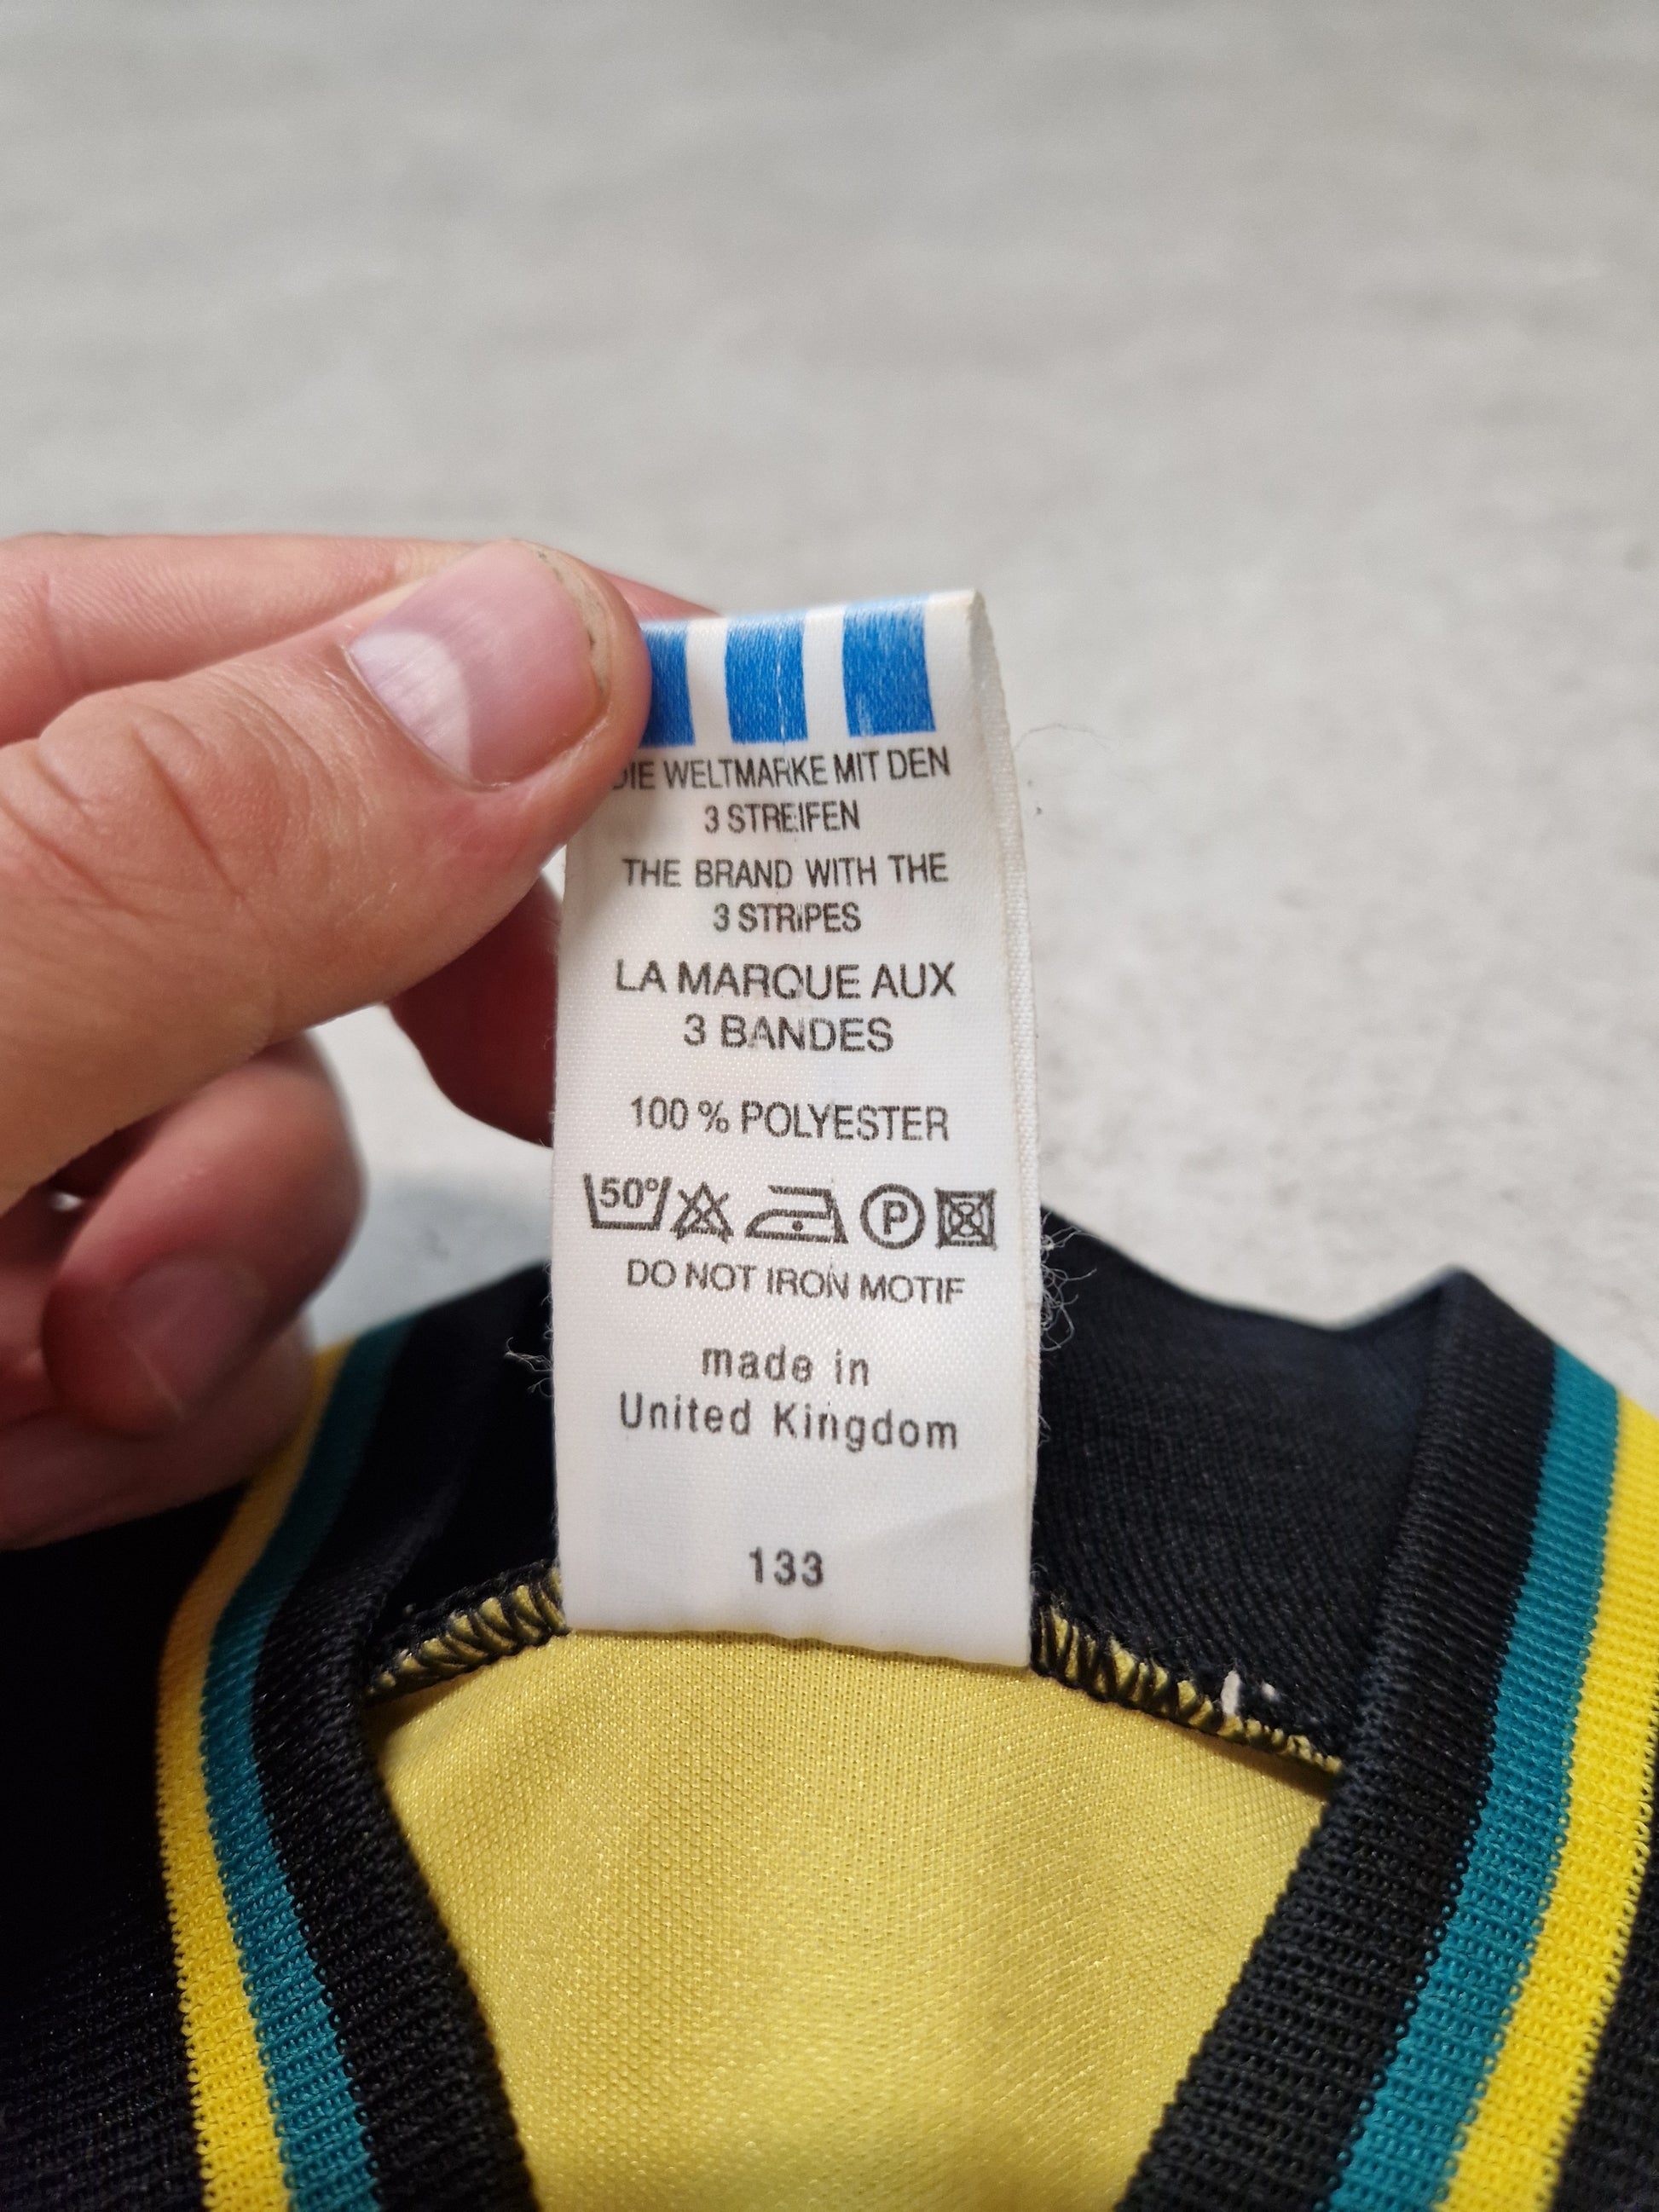 DIE WELTMARKE MIT DEN
3 STREIFEN
THE BRAND WITH THE
3 STRIPES
LA MARQUE AUX
3 BANDES
100 % POLYESTER
50° P
DO NOT IRON MOTIF
made in
United Kingdom
133